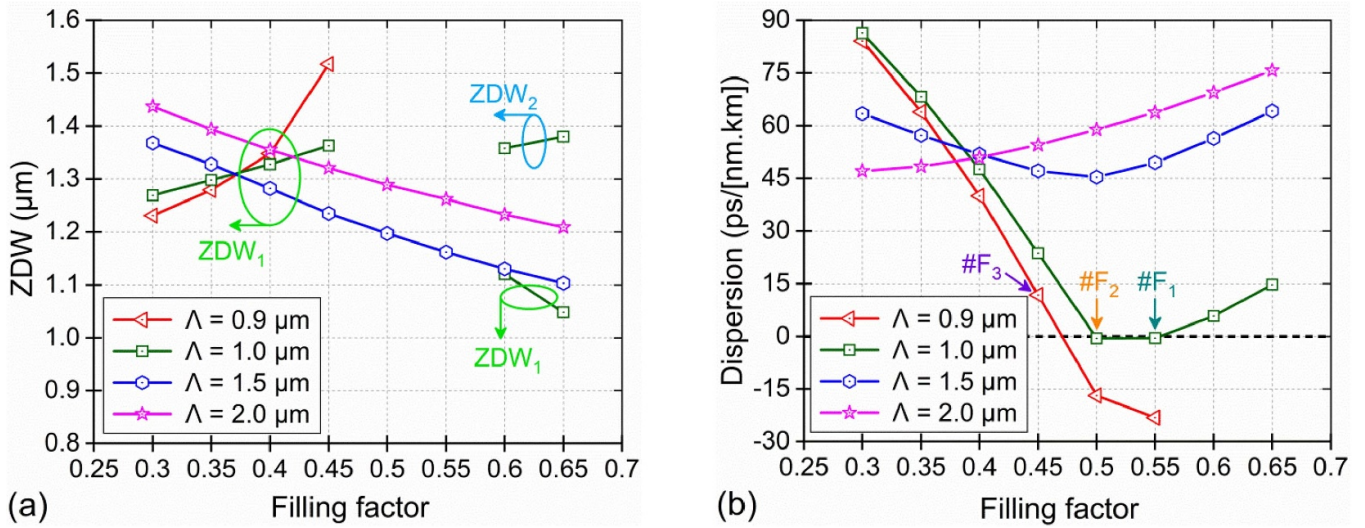 1.6
1.5
1.4
1.3
1.2
1.1
1.0
0.9
0.8
ZDW (μm)
ZDW₂
ZDW₁
ZDW₁
Λ = 0.9 μm
Λ = 1.0 μm
Λ = 1.5 μm
Λ = 2.0 μm
0.25 0.3 0.35 0.4 0.45 0.5 0.55 0.6 0.65 0.7
Filling factor
(a)
90
75
60
45
30
15
0
-15
-30
Dispersion (ps/[nm.km])
#F₃
#F₂
#F₁
Λ = 0.9 μm
Λ = 1.0 μm
Λ = 1.5 μm
Λ = 2.0 μm
0.25 0.3 0.35 0.4 0.45 0.5 0.55 0.6 0.65 0.7
Filling factor
(b)